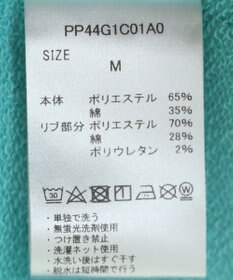 PP44G1C01A0
SIZE
M
本体 ポリエステル 65%
綿 35%
リブ部分 ポリエステル 70%
綿 28%
ポリウレタン 2%
30
・単独で洗う
・無蛍光洗剤使用
・つけ置き禁止
・洗濯ネット使用
・水洗い後はすぐ干す
・脱水は短時間で行う